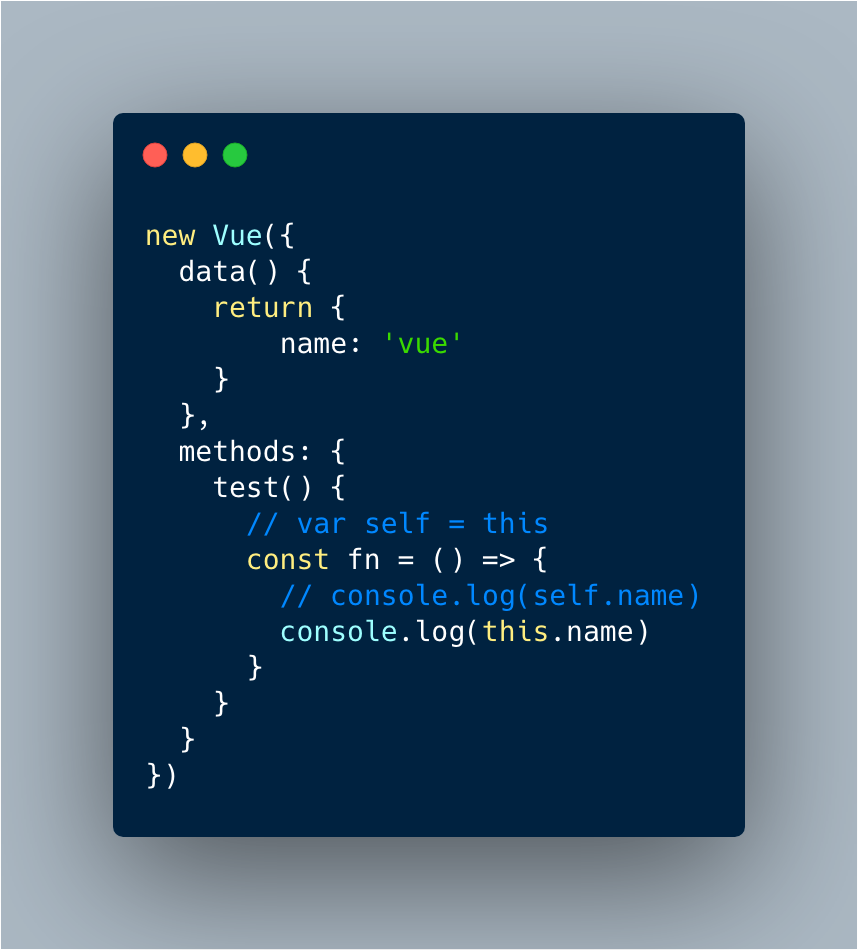 new Vue({
  data() {
    return {
        name: 'vue'
    }
  },
  methods: {
    test() {
      // var self = this
      const fn = () => {
        // console.log(self.name)
        console.log(this.name)
      }
    }
  }
})